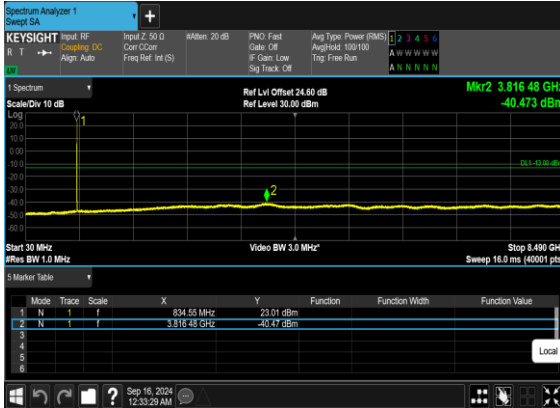 Spectrum Analyzer 1
Swept SA
+
KEYSIGHT
R T
Input: RF
Coupling: DC
Align: Auto
Input Z: 50 Ω
Corr CCorr
Freq Ref: Int (S)
#Atten: 20 dB
PNO: Fast
Gate: Off
IF Gain: Low
Sig Track: Off
Avg Type: Power (RMS)
Avg|Hold: 100/100
Trig: Free Run
1 2 3 4 5 6
A W W W W W
A N N N N N
1 Spectrum
Scale/Div 10 dB
Ref Lvl Offset 24.60 dB
Ref Level 30.00 dBm
Mkr2 3.816 48 GHz
-40.473 dBm
Log
20.0
10.0
0.00
-10.0
-20.0
-30.0
-40.0
-50.0
-60.0
1
2
DL1 -13.00 dBm
Start 30 MHz
#Res BW 1.0 MHz
Video BW 3.0 MHz*
Stop 8.490 GH
Sweep 16.0 ms (40001 pts
5 Marker Table
Mode Trace Scale X Y Function Function Width Function Value
1 N 1 f 834.55 MHz 23.01 dBm
2 N 1 f 3.816 48 GHz -40.47 dBm
3
4
5
6
Local
?
Sep 16, 2024
12:33:29 AM